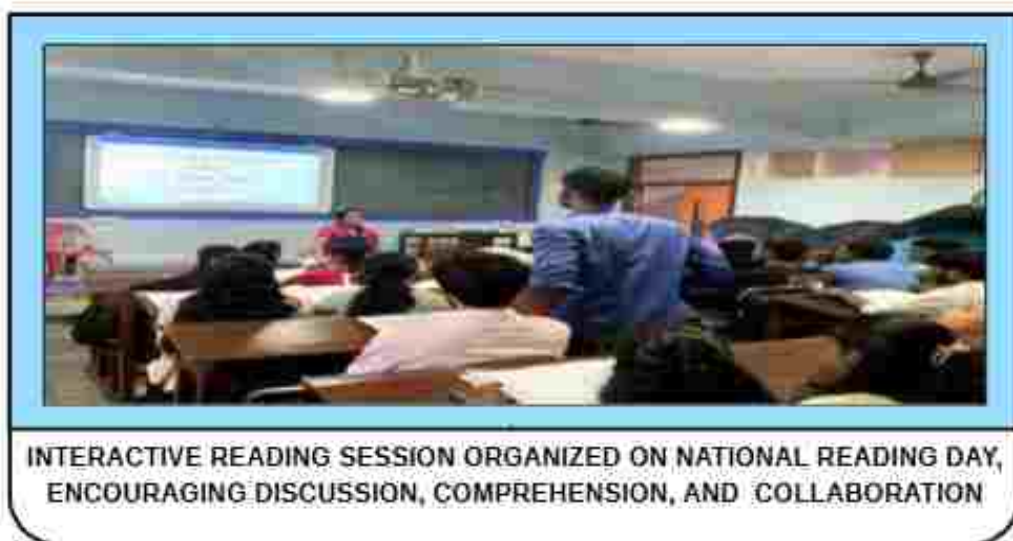 INTERACTIVE READING SESSION ORGANIZED ON NATIONAL READING DAY,
ENCOURAGING DISCUSSION, COMPREHENSION, AND COLLABORATION